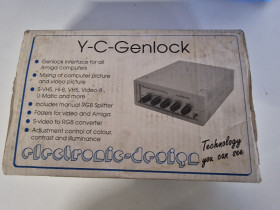 Y-C-Genlock
Genlock interface for all
Amiga computers
Mixing of computer picture
and video picture
S-VHS, Hi-8, VHS, Video-8,
U-Matic and more
Includes manual RGB Splitter
Faders for video and Amiga
S-video to RGB converter
Adjustment control of colour,
contrast and illuminance
electronic-design
Technology
you can see